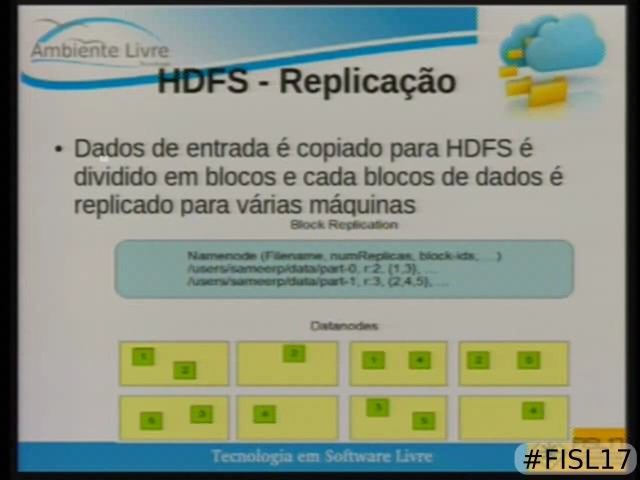 Ambiente Livre
HDFS - Replicação
• Dados de entrada é copiado para HDFS é
dividido em blocos e cada blocos de dados é
replicado para várias máquinas
Block Replication
Namenode (Filename, numReplicas, block-ids, ...)
/users/sameerp/data/part-0, r:2, {1,3}, ...
/users/sameerp/data/part-1, r:3, {2,4,5}, ...
Datanodes
1 2 2 1 4 2 5
5 3 4 3 5 4
Tecnologia em Software Livre
#FISL17